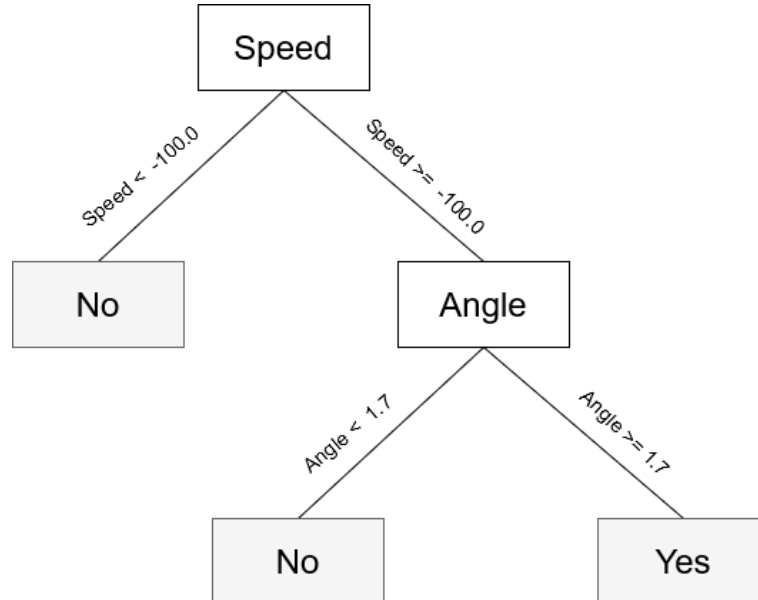 Speed
Speed < -100.0
Speed >= -100.0
No
Angle
Angle < 1.7
Angle >= 1.7
No
Yes